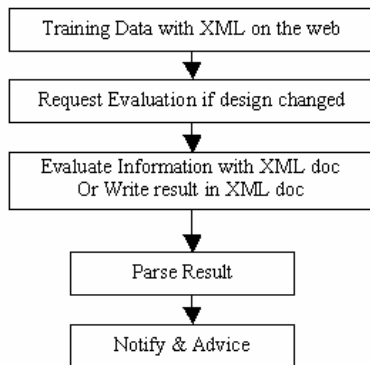 Training Data with XML on the web
Request Evaluation if design changed
Evaluate Information with XML doc
Or Write result in XML doc
Parse Result
Notify & Advice